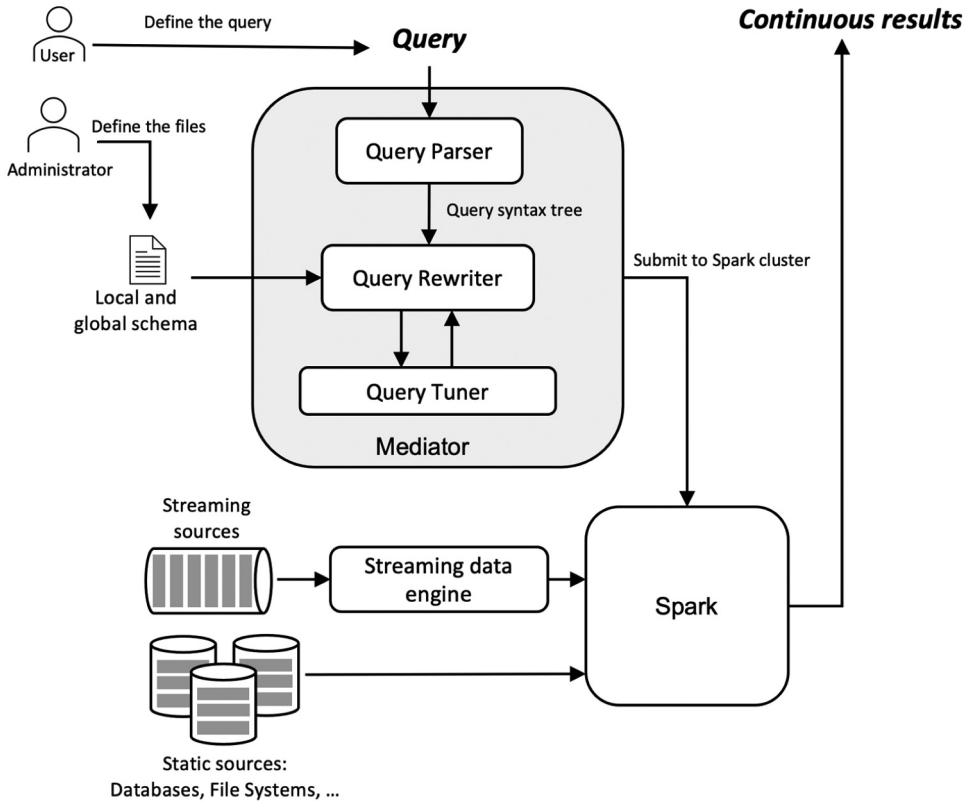 Define the query
Continuous results
User
Query
Define the files
Administrator
Query Parser
Query syntax tree
Query Rewriter
Submit to Spark cluster
Local and
global schema
Query Tuner
Mediator
Streaming
sources
Streaming data
engine
Spark
Static sources:
Databases, File Systems, ...